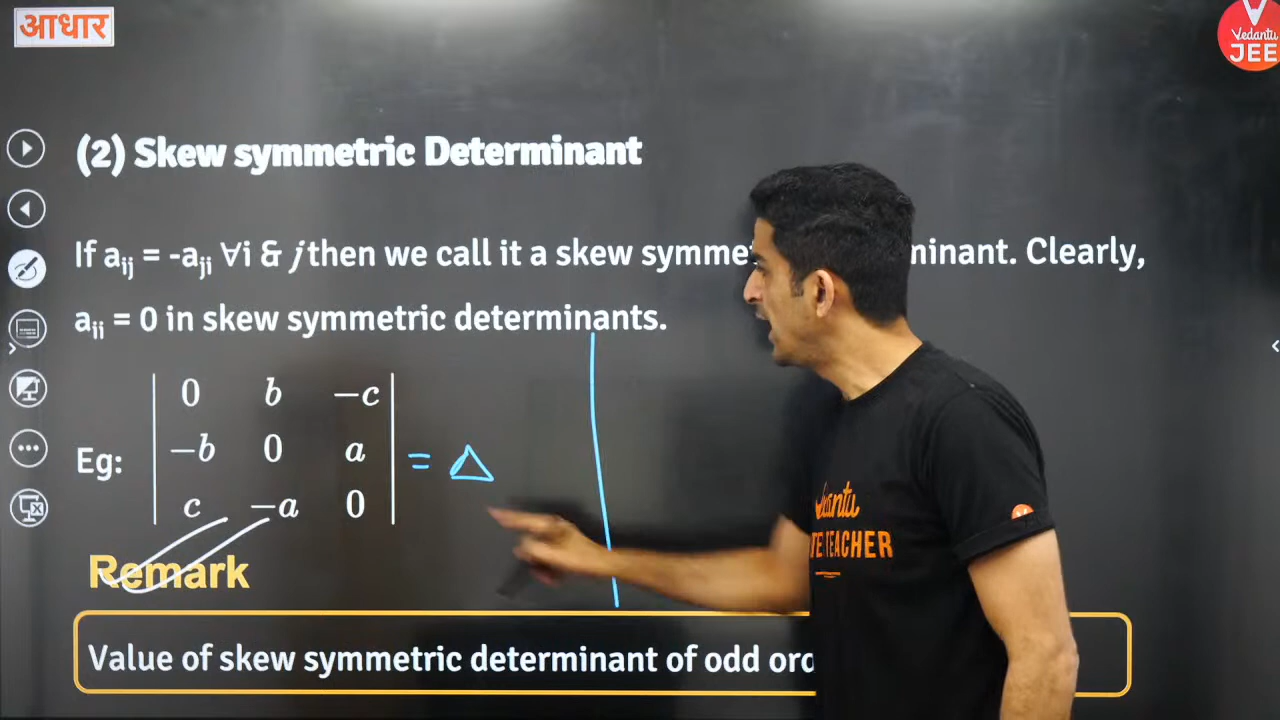 आधार
Vedantu
JEE
(2) Skew symmetric Determinant
If aᵢⱼ = -aⱼᵢ ∀i & j then we call it a skew symme minant. Clearly,
aᵢᵢ = 0 in skew symmetric determinants.
0 b −c
Eg: −b 0 a = Δ
c −a 0
Remark
Value of skew symmetric determinant of odd ord
TEACHER